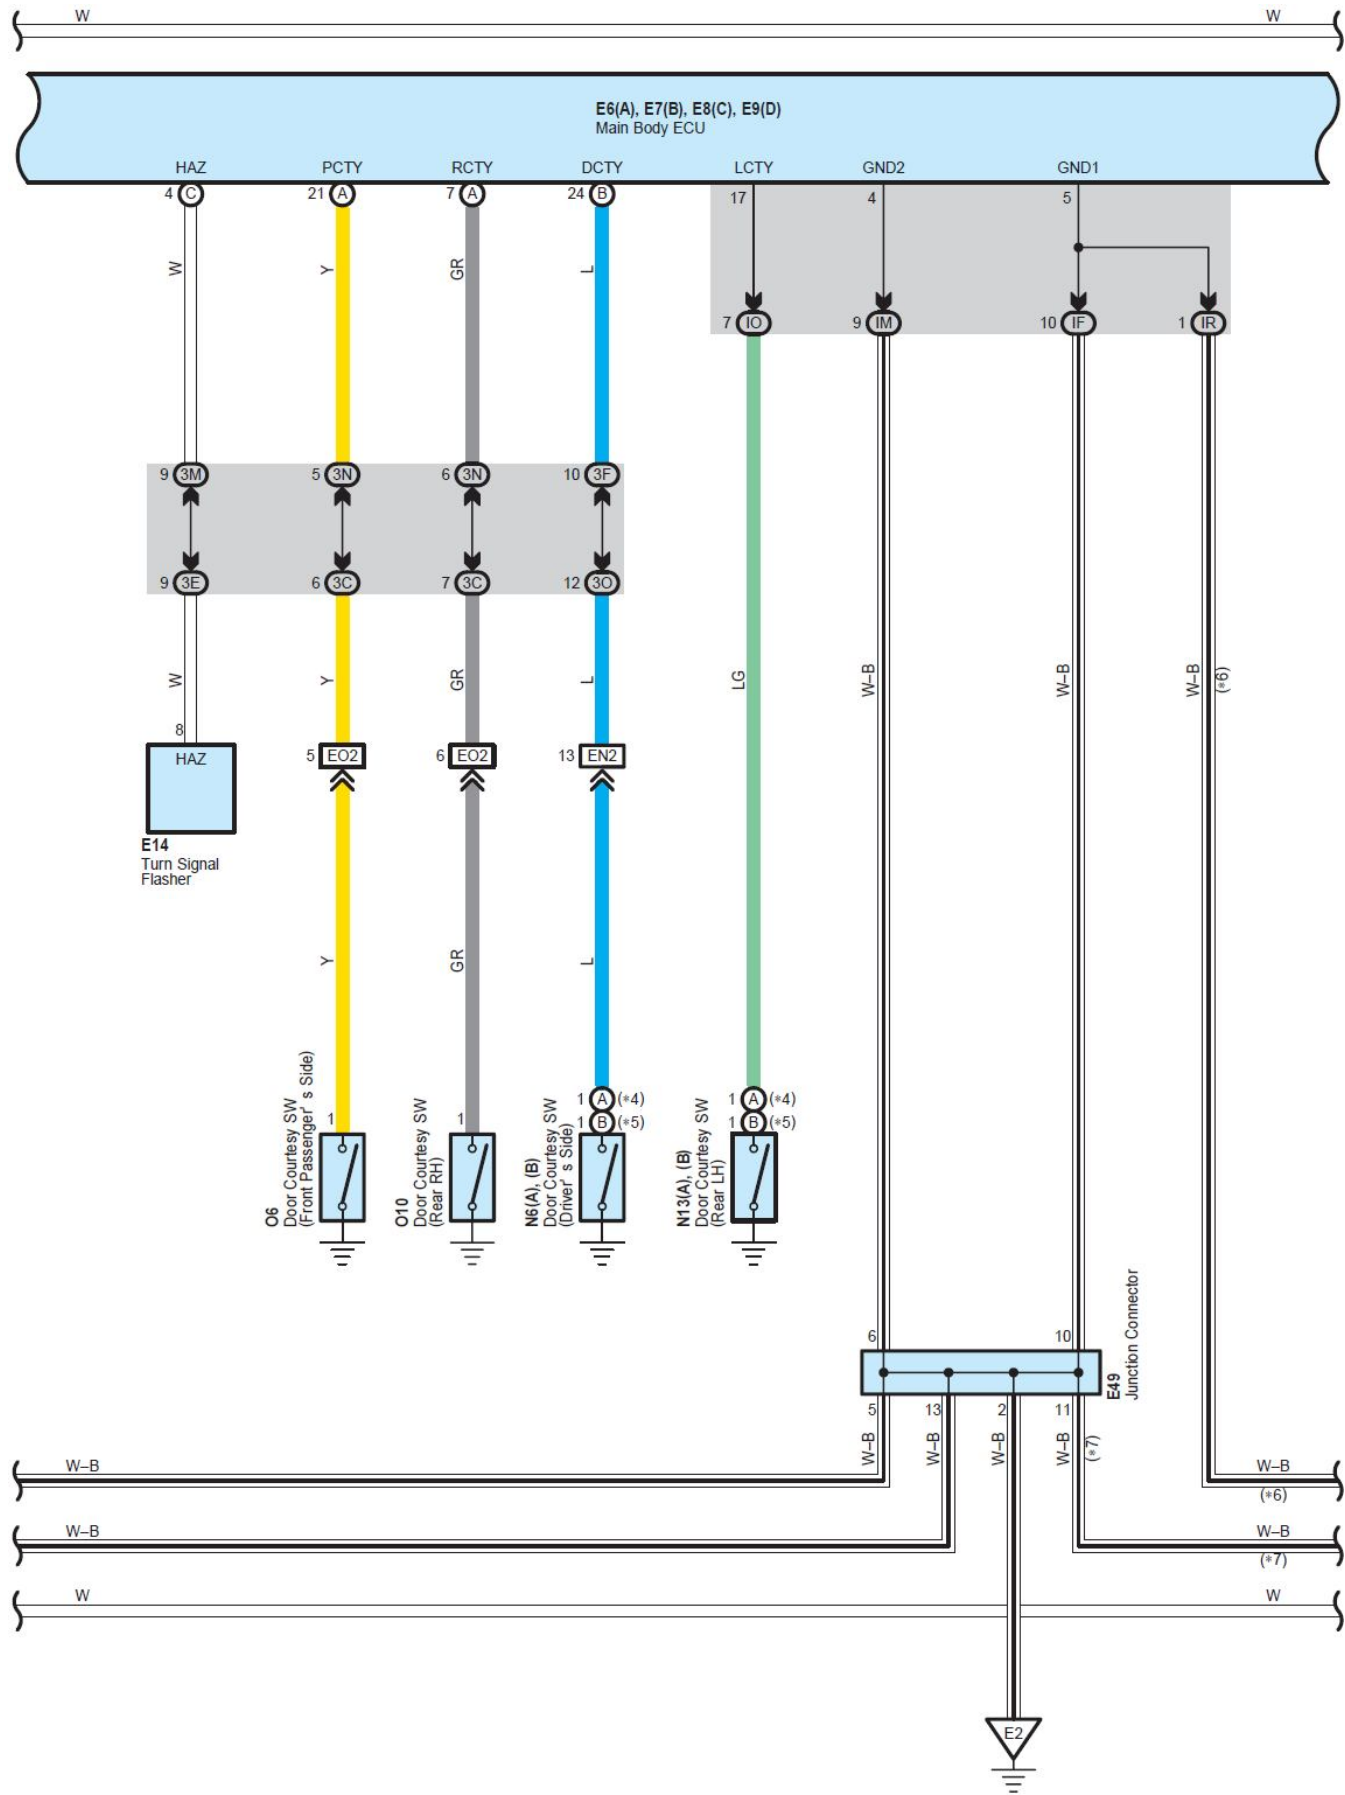 W W
E6(A), E7(B), E8(C), E9(D)
Main Body ECU
HAZ PCTY RCTY DCTY LCTY GND2 GND1
4 C 21 A 7 A 24 B 17 4 5
W Y GR L
7 IO 9 IM 10 IF 1 IR
9 3M 5 3N 6 3N 10 3F
9 3E 6 3C 7 3C 12 3O
W Y GR L LG W–B W–B W–B (*6)
8
HAZ 5 EO2 6 EO2 13 EN2
E14
Turn Signal
Flasher
Y GR L
1 A (*4) 1 A (*4)
1 1 1 B (*5) 1 B (*5)
O6
Door Courtesy SW
(Front Passenger' s Side)
O10
Door Courtesy SW
(Rear RH)
N6(A), (B)
Door Courtesy SW
(Driver' s Side)
N13(A), (B)
Door Courtesy SW
(Rear LH)
6 10
E49
Junction Connector
5 13 2 11
W–B W–B W–B W–B (*7)
W–B W–B
(*6)
W–B W–B
(*7)
W W
E2